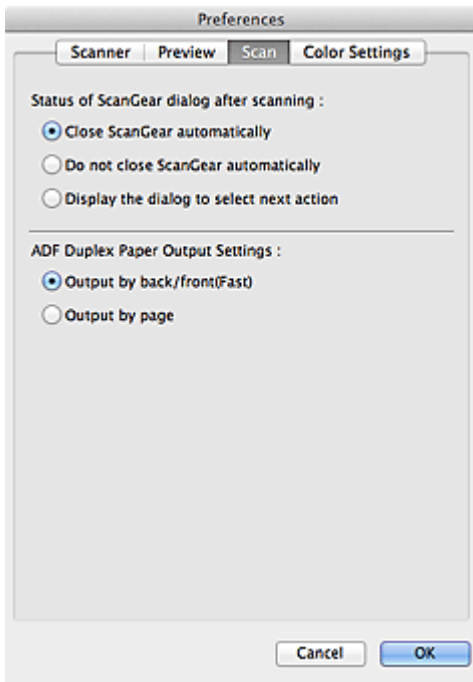 Preferences
Scanner Preview Scan Color Settings
Status of ScanGear dialog after scanning :
Close ScanGear automatically
Do not close ScanGear automatically
Display the dialog to select next action
ADF Duplex Paper Output Settings :
Output by back/front(Fast)
Output by page
Cancel OK